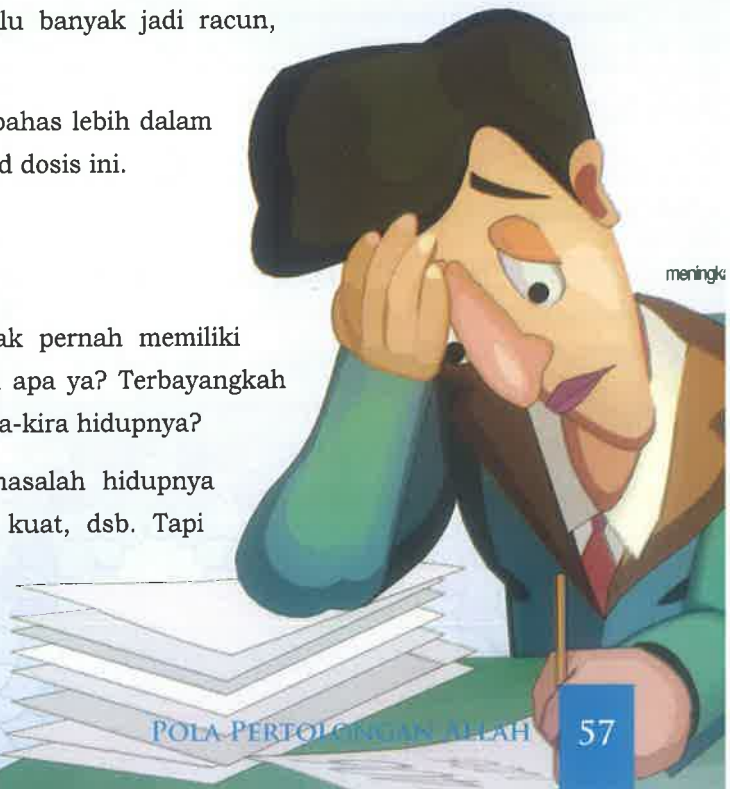 lu banyak jadi racun,
bahas lebih dalam
d dosis ini.
meningka
ak pernah memiliki
apa ya? Terbayangkah
a-kira hidupnya?
masalah hidupnya
kuat, dsb. Tapi
POLA PERTOLONGAN ALLAH 57